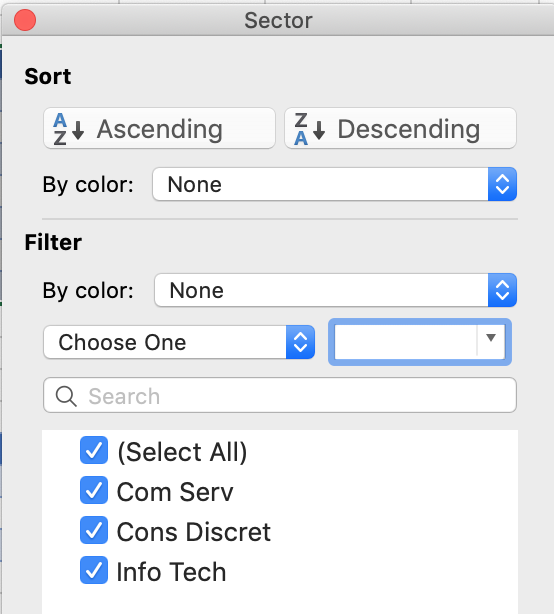 Sector
Sort
A Z Ascending Z A Descending
By color: None
Filter
By color: None
Choose One
Search
(Select All)
Com Serv
Cons Discret
Info Tech